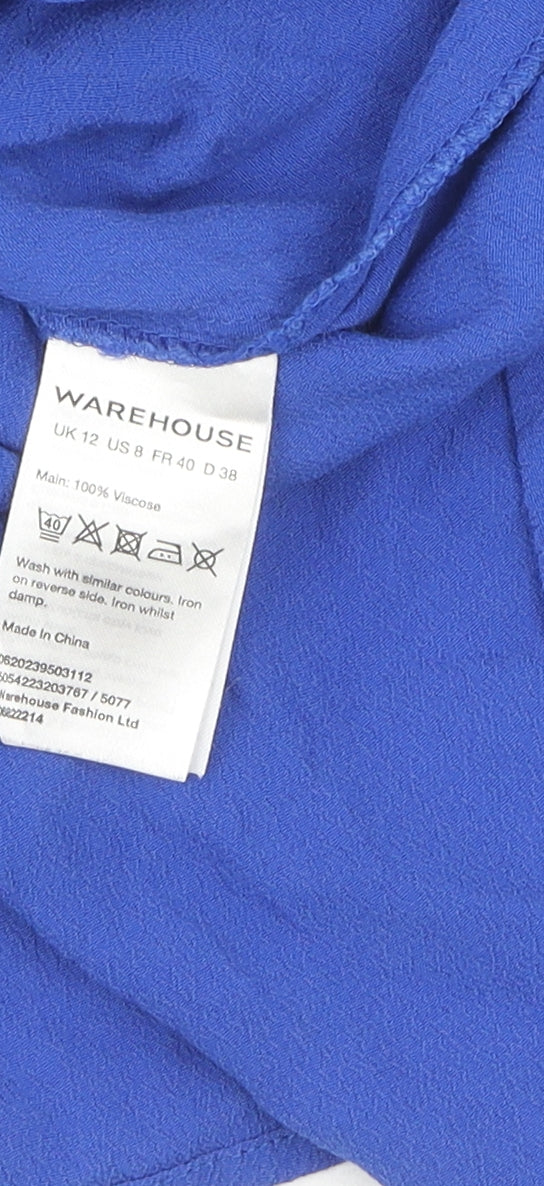 WAREHOUSE
UK 12 US 8 FR 40 D 38
Main: 100% Viscose
40
Wash with similar colours. Iron
on reverse side. Iron whilst
damp.
Made in China
0620239503112
5054223203767 / 5077
Warehouse Fashion Ltd